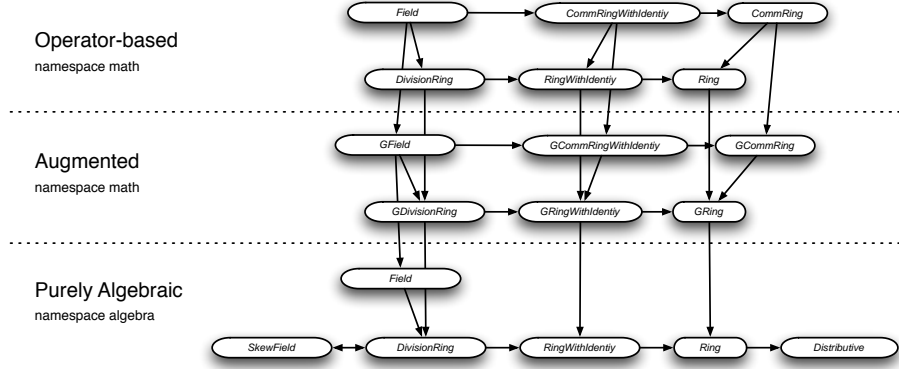 Field
CommRingWithIdentiy
CommRing
Operator-based
namespace math
DivisionRing
RingWithIdentiy
Ring
GField
GCommRingWithIdentiy
GCommRing
Augmented
namespace math
GDivisionRing
GRingWithIdentiy
GRing
Field
Purely Algebraic
namespace algebra
SkewField
DivisionRing
RingWithIdentiy
Ring
Distributive